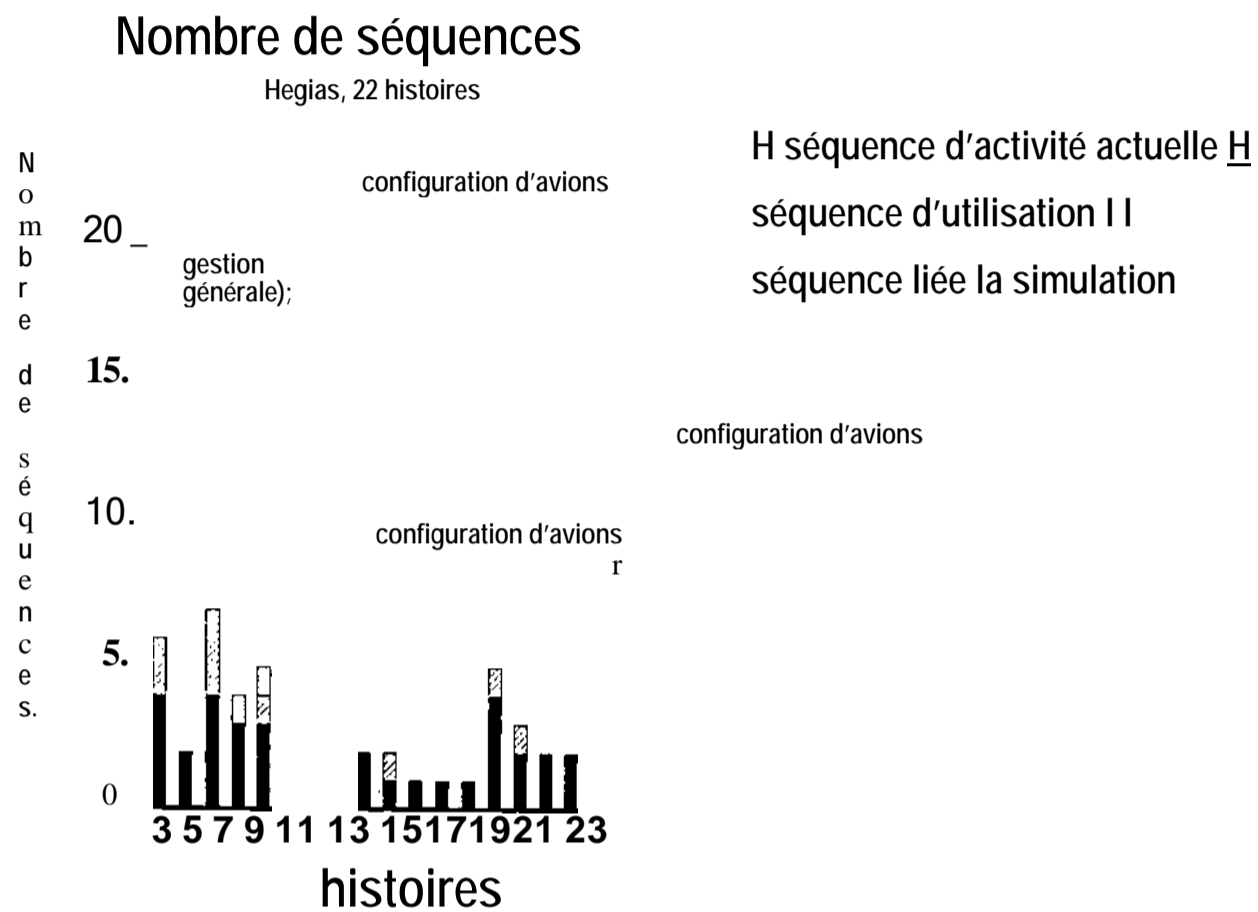 Nombre de séquences
Hegias, 22 histoires
H séquence d'activité actuelle H
séquence d'utilisation I I
séquence liée la simulation
Nombre de séquences.
configuration d'avions
20 _
gestion
générale);
15.
configuration d'avions
10.
configuration d'avions
r
5.
0
3 5 7 9 11 13 15171921 23
histoires